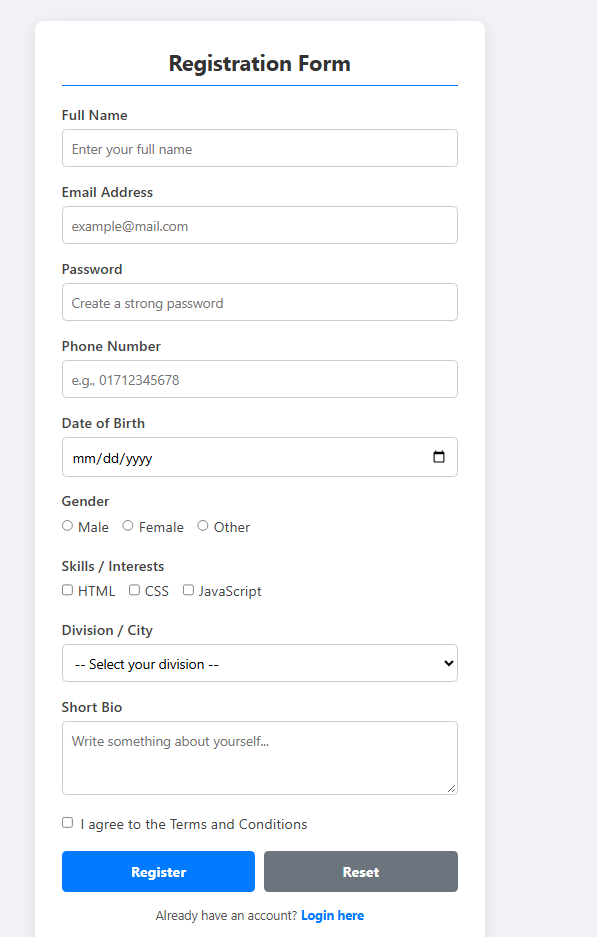 Registration Form
Full Name
Enter your full name
Email Address
example@mail.com
Password
Create a strong password
Phone Number
e.g., 01712345678
Date of Birth
mm/dd/yyyy
Gender
Male Female Other
Skills / Interests
HTML CSS JavaScript
Division / City
-- Select your division --
Short Bio
Write something about yourself...
I agree to the Terms and Conditions
Register Reset
Already have an account? Login here